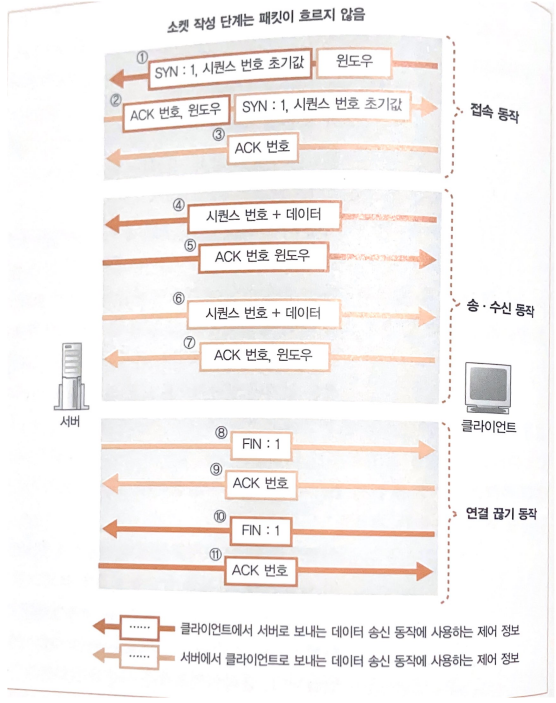 소켓 작성 단계는 패킷이 흐르지 않음
①
SYN : 1, 시퀀스 번호 초기값 윈도우
②
ACK 번호, 윈도우 SYN : 1, 시퀀스 번호 초기값
③
ACK 번호
접속 동작
④
시퀀스 번호 + 데이터
⑤
ACK 번호 윈도우
⑥
시퀀스 번호 + 데이터
⑦
ACK 번호, 윈도우
송·수신 동작
서버
클라이언트
⑧
FIN : 1
⑨
ACK 번호
⑩
FIN : 1
⑪
ACK 번호
연결 끊기 동작
…… 클라이언트에서 서버로 보내는 데이터 송신 동작에 사용하는 제어 정보
…… 서버에서 클라이언트로 보내는 데이터 송신 동작에 사용하는 제어 정보